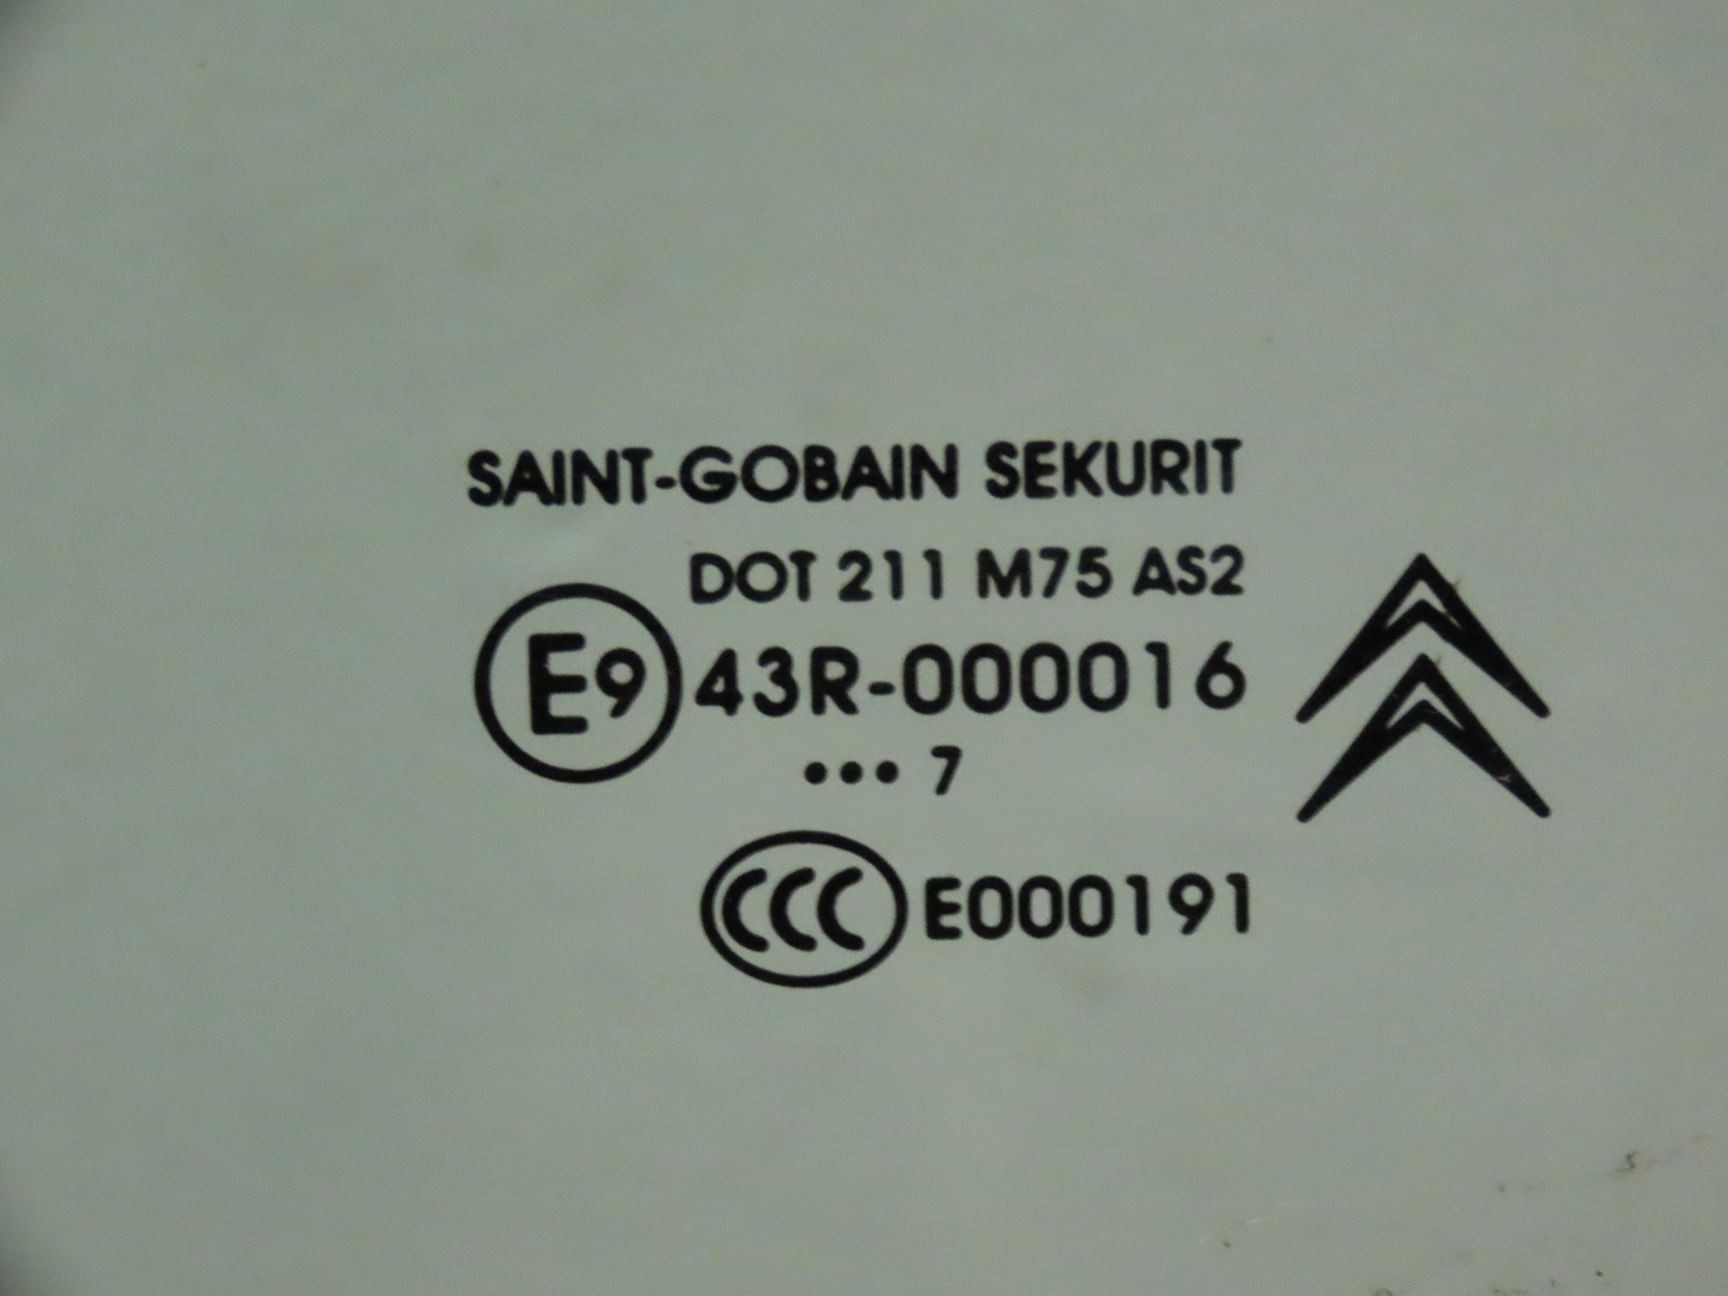 SAINT-GOBAIN SEKURIT
DOT 211 M75 AS2
E9 43R-000016
••• 7
CCC E000191